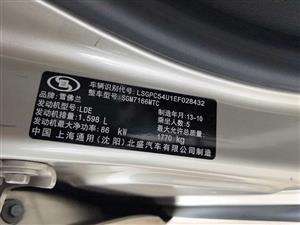 车辆识别代号: LSGPC54U1EF028432
品牌: 雪佛兰
整车型号: SGM7166MTC
制造年月: 13-10
发动机型号: LDE
乘坐人数: 5
发动机排量: 1.598 L
最大允许总质量:
发动机最大净功率: 86 kW
1770 kg
中国 上海通用(沈阳)北盛汽车有限公司制造